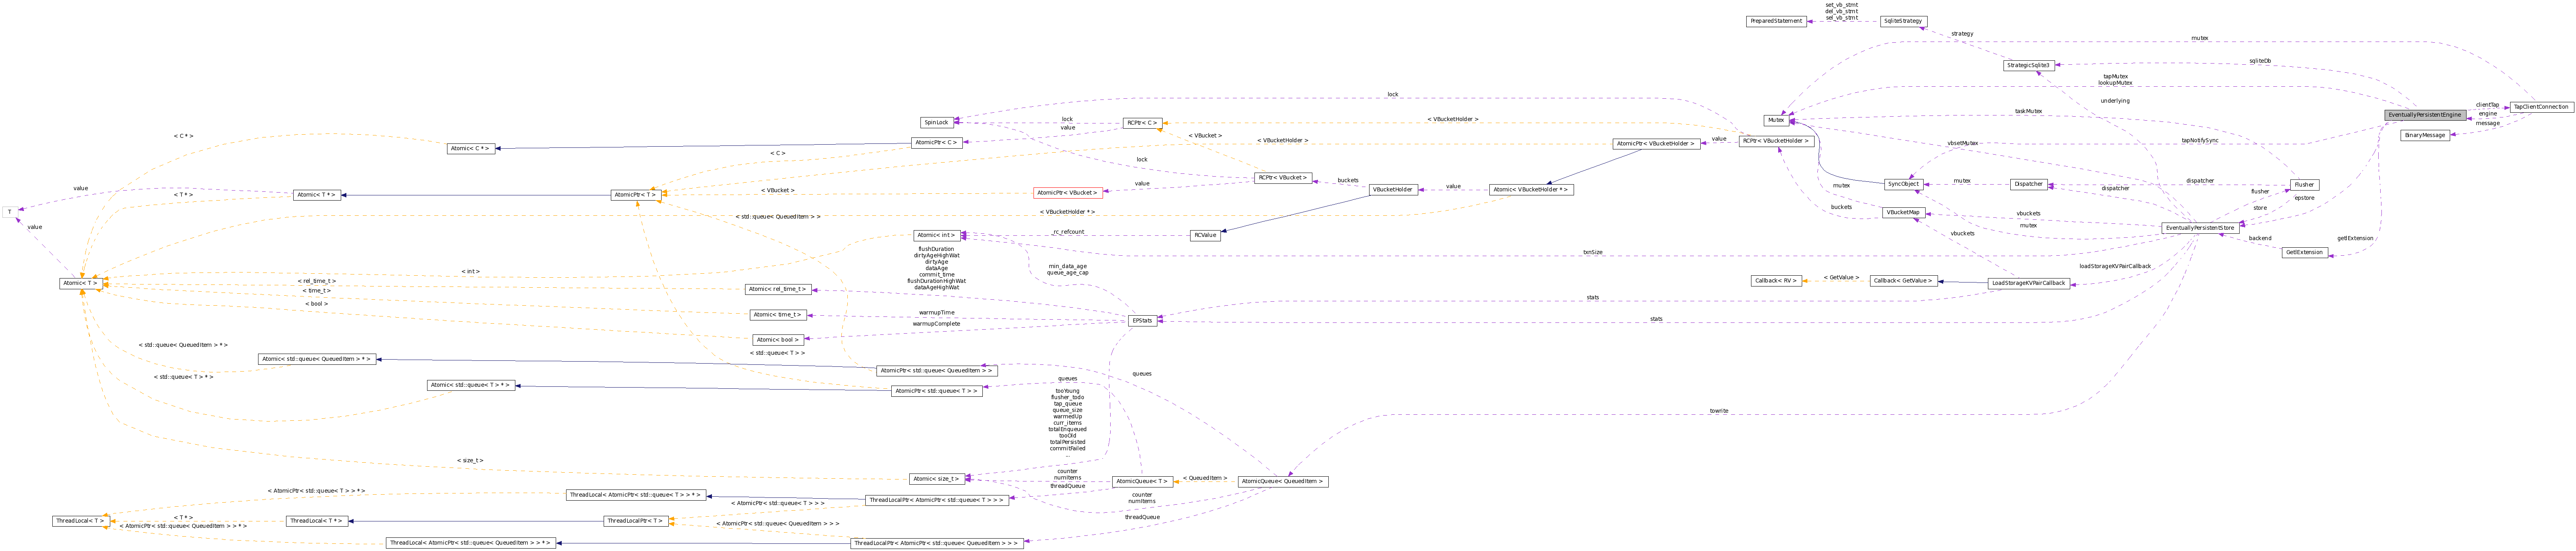 set_vb_stmt
del_vb_stmt
sel_vb_stmt
PreparedStatement
SqliteStrategy
strategy
mutex
StrategicSqlite3
sqliteDb
tapMutex
lookupMutex
underlying
clientTap
TapClientConnection
EventuallyPersistentEngine
engine
message
BinaryMessage
lock
SpinLock
lock
value
RCPtr< C >
< VBucketHolder >
Mutex
taskMutex
< C * >
Atomic< C * >
AtomicPtr< C >
< C >
< VBucket >
< VBucketHolder >
AtomicPtr< VBucketHolder >
value
RCPtr< VBucketHolder >
vbsetMutex
tapNotifySync
lock
RCPtr< VBucket >
buckets
value
T
value
Atomic< T * >
< T * >
AtomicPtr< T >
< VBucket >
AtomicPtr< VBucket >
value
VBucketHolder
value
Atomic< VBucketHolder * >
mutex
SyncObject
mutex
Dispatcher
dispatcher
dispatcher
Flusher
flusher
epstore
store
buckets
VBucketMap
vbuckets
mutex
value
< std::queue< QueuedItem > >
< VBucketHolder * >
Atomic< int >
_rc_refcount
RCValue
vbuckets
EventuallyPersistentStore
backend
getlExtension
GetlExtension
txnSize
flushDuration
dirtyAgeHighWat
dirtyAge
dataAge
commit_time
flushDurationHighWat
dataAgeHighWat
min_data_age
queue_age_cap
loadStorageKVPairCallback
Atomic< T >
< int >
< rel_time_t >
Atomic< rel_time_t >
Callback< RV >
< GetValue >
Callback< GetValue >
LoadStorageKVPairCallback
stats
< time_t >
Atomic< time_t >
warmupTime
EPStats
stats
< bool >
Atomic< bool >
warmupComplete
< std::queue< QueuedItem > * >
Atomic< std::queue< QueuedItem > * >
< std::queue< T > >
AtomicPtr< std::queue< QueuedItem > >
< std::queue< T > * >
Atomic< std::queue< T > * >
AtomicPtr< std::queue< T > >
queues
queues
tooYoung
flusher_todo
tap_queue
queue_size
warmedUp
curr_items
totalEnqueued
tooOld
totalPersisted
commitFailed
...
towrite
< size_t >
Atomic< size_t >
counter
numItems
threadQueue
AtomicQueue< T >
< QueuedItem >
AtomicQueue< QueuedItem >
counter
numItems
threadQueue
< AtomicPtr< std::queue< T > > * >
ThreadLocal< AtomicPtr< std::queue< T > > * >
< AtomicPtr< std::queue< T > > >
ThreadLocalPtr< AtomicPtr< std::queue< T > > >
ThreadLocal< T >
< T * >
ThreadLocal< T * >
ThreadLocalPtr< T >
< AtomicPtr< std::queue< QueuedItem > > >
< AtomicPtr< std::queue< QueuedItem > > * >
ThreadLocal< AtomicPtr< std::queue< QueuedItem > > * >
ThreadLocalPtr< AtomicPtr< std::queue< QueuedItem > > >